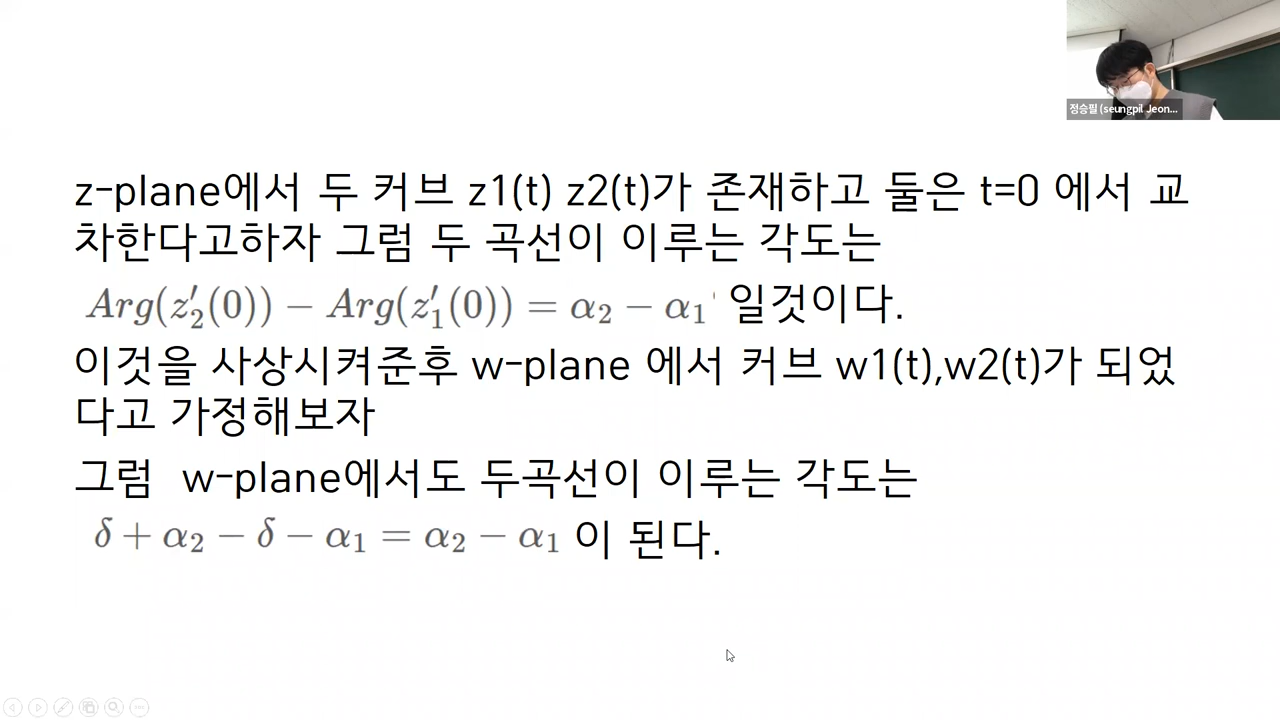 정승필 (seungpil Jeon...
z-plane에서 두 커브 z1(t) z2(t)가 존재하고 둘은 t=0 에서 교
차한다고하자 그럼 두 곡선이 이루는 각도는
Arg(z′₂(0)) − Arg(z′₁(0)) = α₂ − α₁ 일것이다.
이것을 사상시켜준후 w-plane 에서 커브 w1(t),w2(t)가 되었
다고 가정해보자
그럼 w-plane에서도 두곡선이 이루는 각도는
δ + α₂ − δ − α₁ = α₂ − α₁ 이 된다.